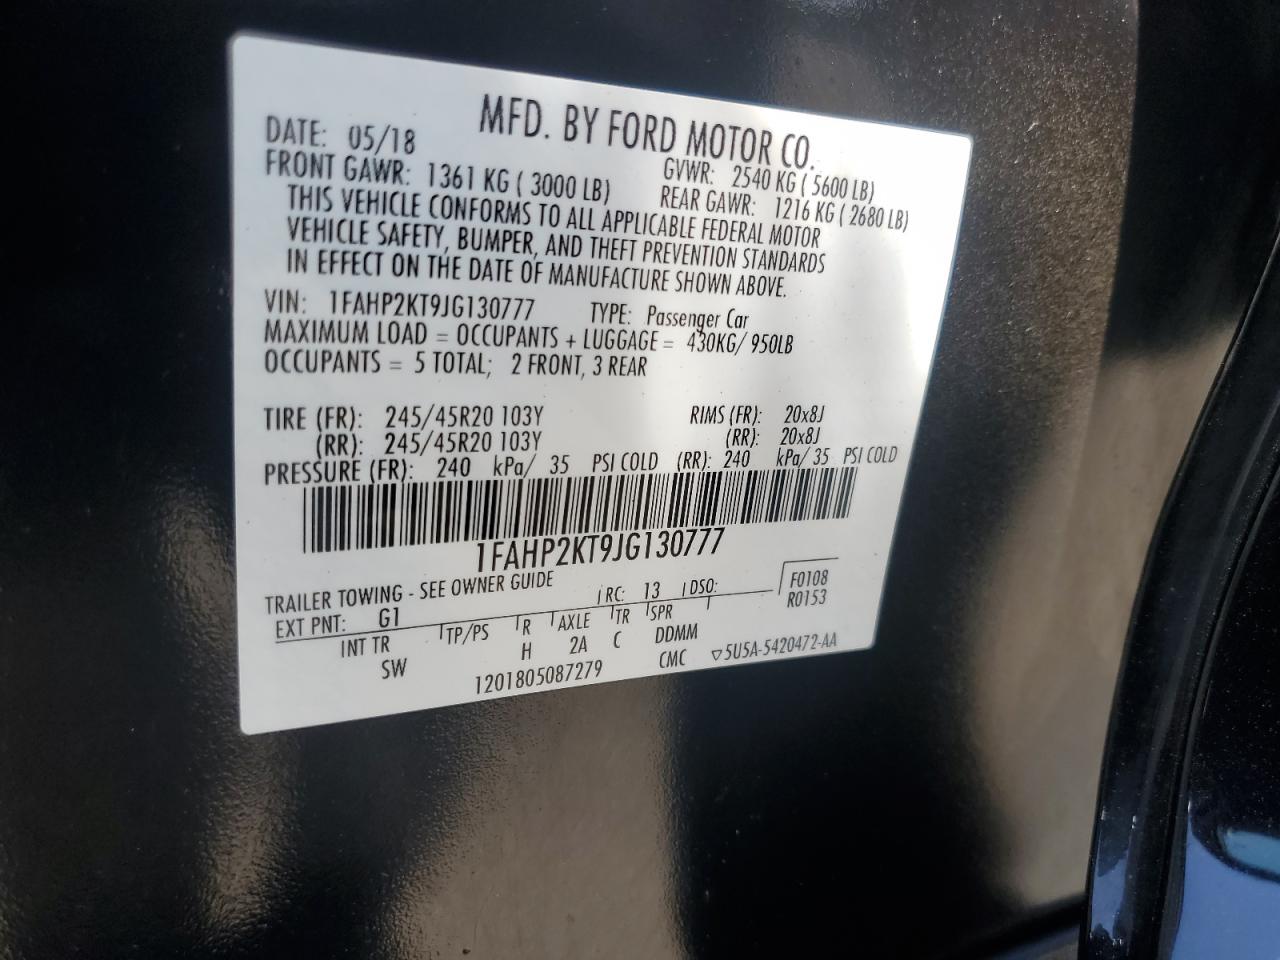 MFD. BY FORD MOTOR CO.
DATE: 05/18 GVWR: 2540 KG ( 5600 LB)
FRONT GAWR: 1361 KG ( 3000 LB) REAR GAWR: 1216 KG ( 2680 LB)
THIS VEHICLE CONFORMS TO ALL APPLICABLE FEDERAL MOTOR
VEHICLE SAFETY, BUMPER, AND THEFT PREVENTION STANDARDS
IN EFFECT ON THE DATE OF MANUFACTURE SHOWN ABOVE.
VIN: 1FAHP2KT9JG130777 TYPE: Passenger Car
MAXIMUM LOAD = OCCUPANTS + LUGGAGE = 430KG/ 950LB
OCCUPANTS = 5 TOTAL; 2 FRONT, 3 REAR
TIRE (FR): 245/45R20 103Y RIMS (FR): 20x8J
(RR): 245/45R20 103Y (RR): 20x8J
PRESSURE (FR): 240 kPa/ 35 PSI COLD (RR): 240 kPa/ 35 PSI COLD
1FAHP2KT9JG130777
TRAILER TOWING - SEE OWNER GUIDE
EXT PNT: G1 RC: 13 DSO: F0108
R0153
INT TR TP/PS R AXLE TR SPR
SW H 2A C DDMM
1201805087279 CMC ▽5U5A-5420472-AA